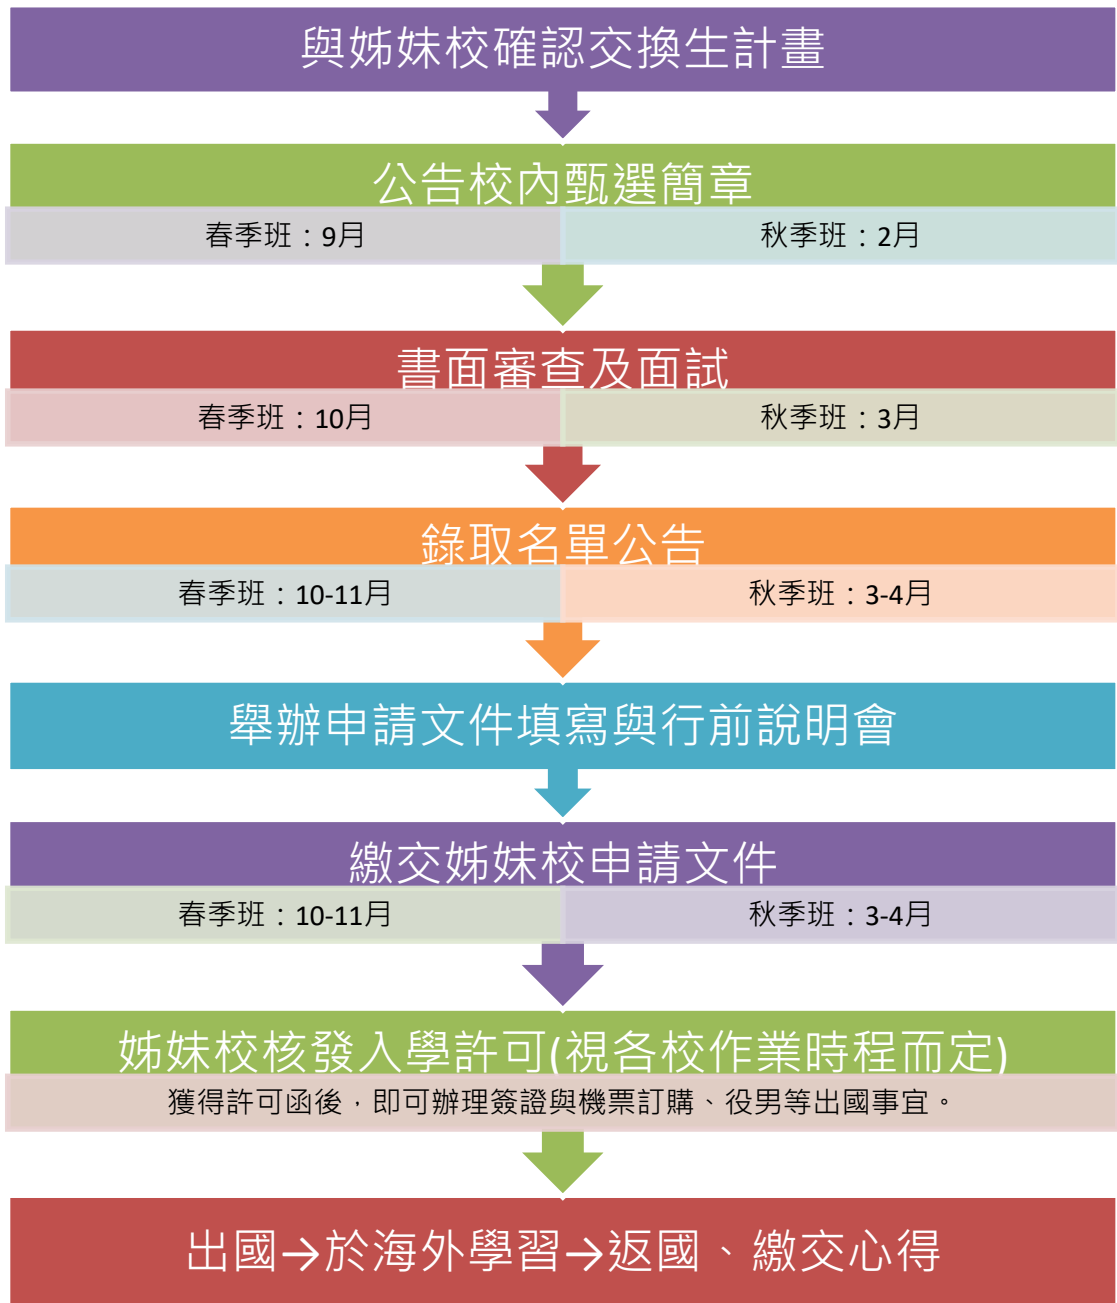 與姊妹校確認交換生計畫
公告校內甄選簡章
春季班：9月
秋季班：2月
書面審查及面試
春季班：10月
秋季班：3月
錄取名單公告
春季班：10-11月
秋季班：3-4月
舉辦申請文件填寫與行前說明會
繳交姊妹校申請文件
春季班：10-11月
秋季班：3-4月
姊妹校核發入學許可(視各校作業時程而定)
獲得許可函後，即可辦理簽證與機票訂購、役男等出國事宜。
出國→於海外學習→返國、繳交心得